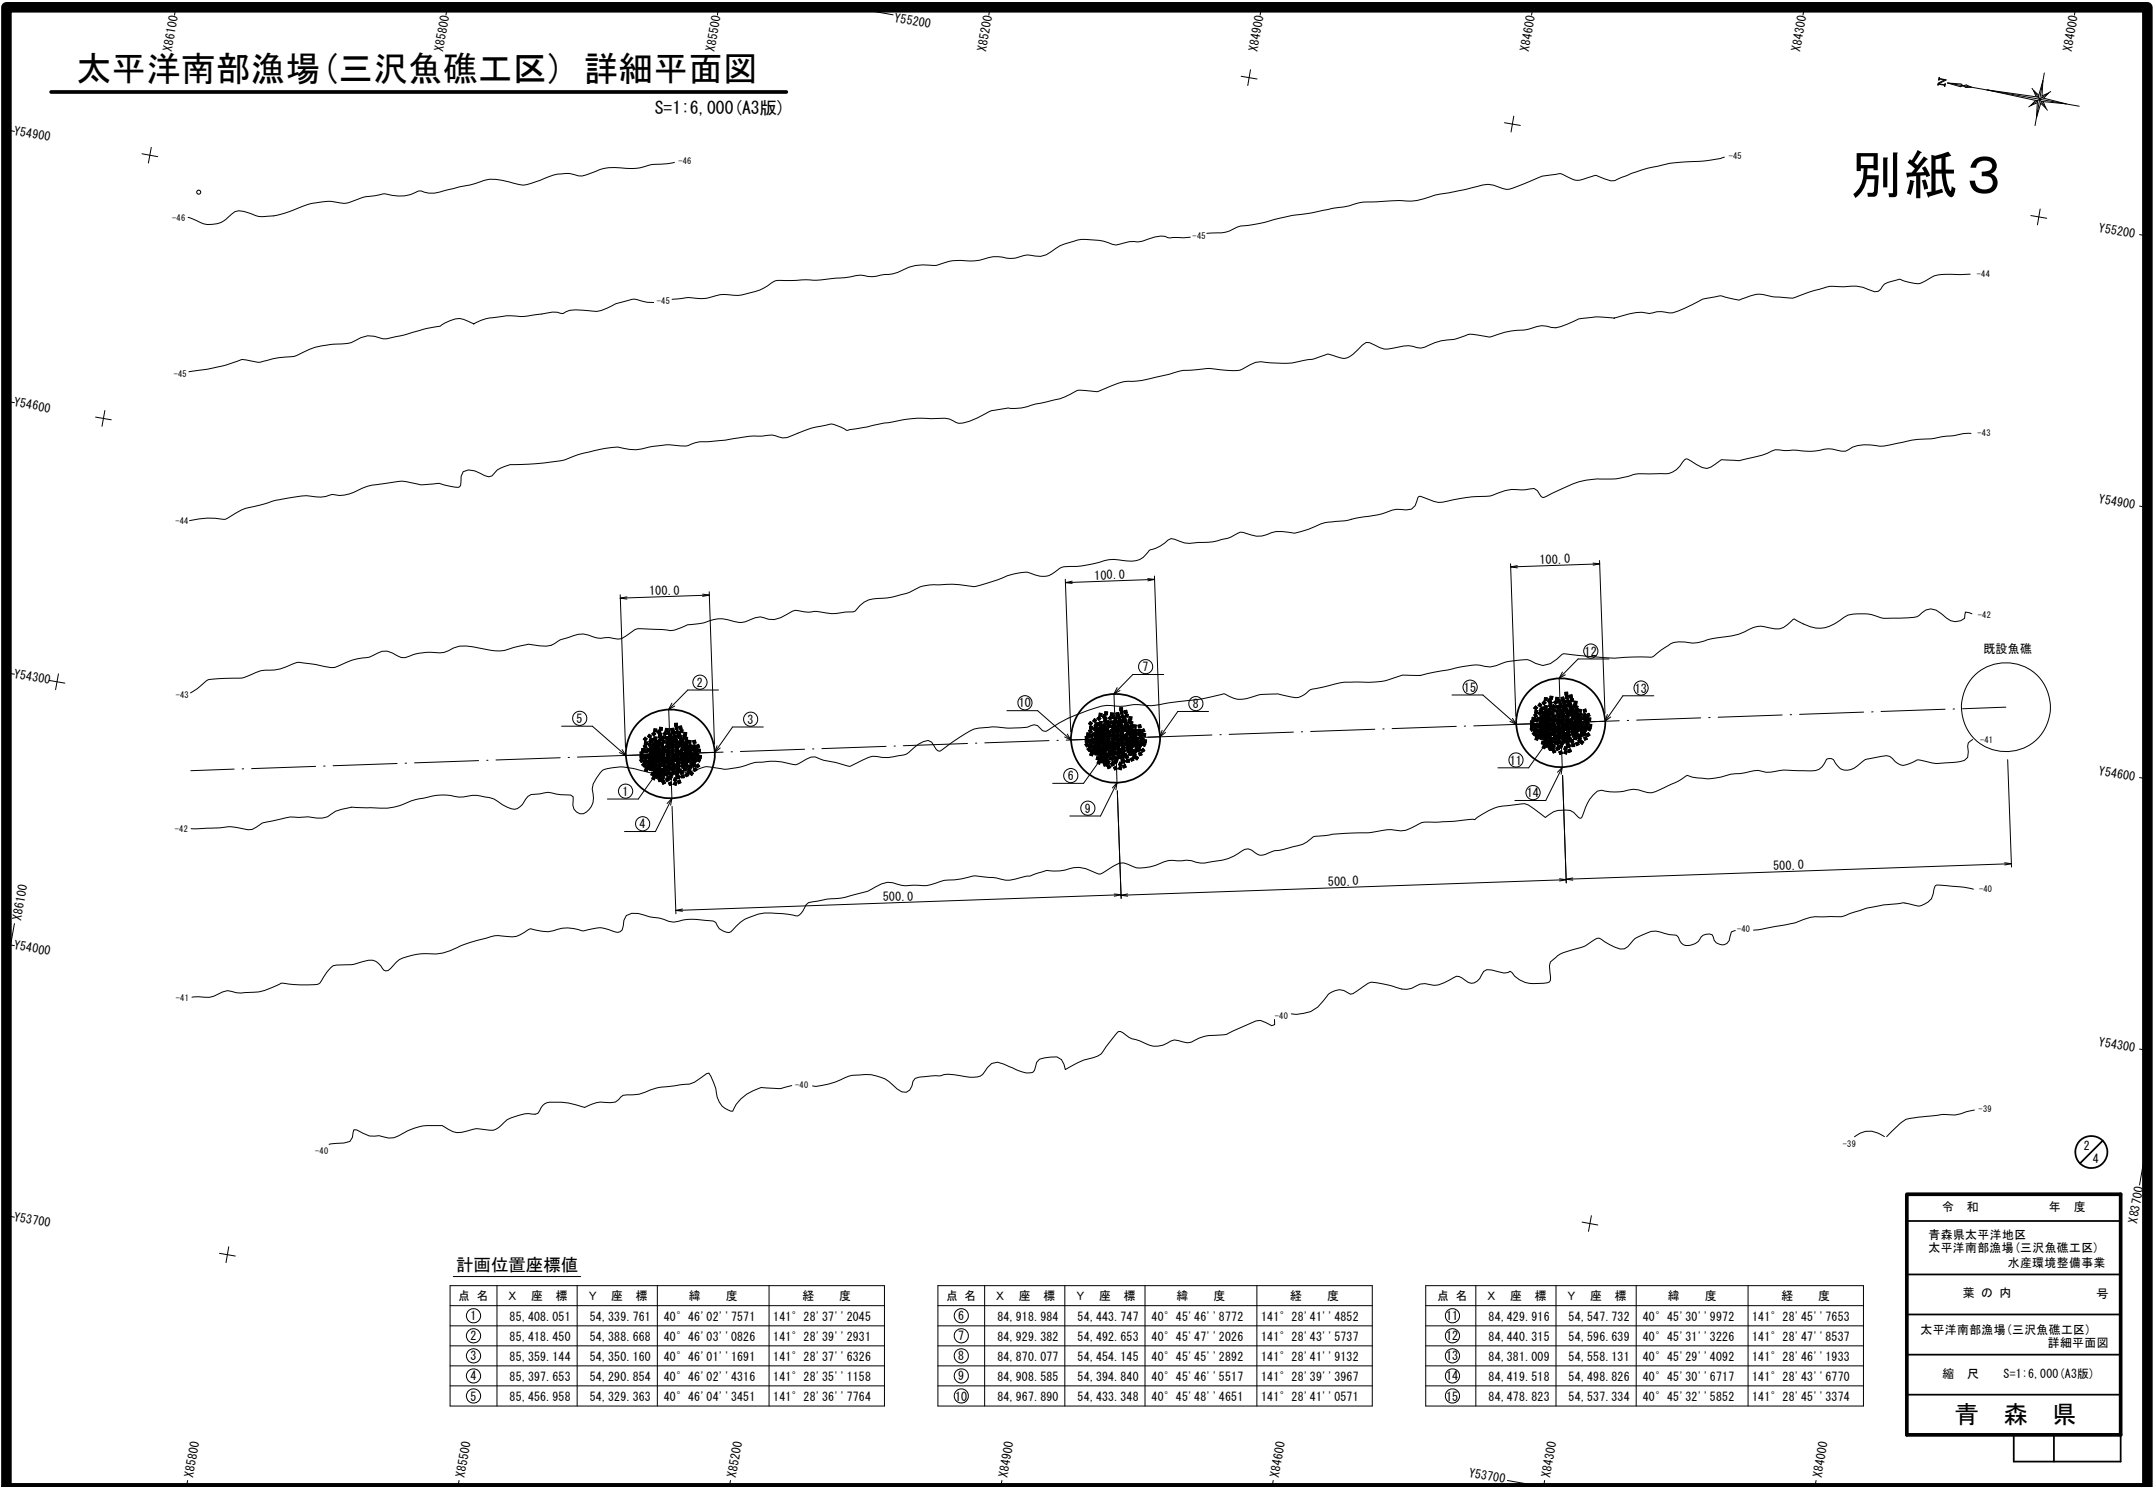 X86100
X85800
X85500
Y55200
X85200
X84900
X84600
X84300
X84000
太平洋南部漁場(三沢魚礁工区) 詳細平面図
S=1:6,000(A3版)
N
別紙３
Y54900
Y54600
Y54300
X86100
Y54000
Y53700
Y55200
Y54900
Y54600
Y54300
X83700
-46
-46
-45
-45
-45
-45
-44
-44
-43
-43
-42
-42
-41
-41
-40
-40
-40
-40
-40
-39
-39
100.0
100.0
100.0
② ③ ⑤ ① ④
⑦ ⑧ ⑩ ⑥ ⑨
⑫ ⑬ ⑮ ⑪ ⑭
既設魚礁
500.0
500.0
500.0
2/4
計画位置座標値
点名 X座標 Y座標 緯度 経度
① 85,408.051 54,339.761 40°46'02''7571 141°28'37''2045
② 85,418.450 54,388.668 40°46'03''0826 141°28'39''2931
③ 85,359.144 54,350.160 40°46'01''1691 141°28'37''6326
④ 85,397.653 54,290.854 40°46'02''4316 141°28'35''1158
⑤ 85,456.958 54,329.363 40°46'04''3451 141°28'36''7764
点名 X座標 Y座標 緯度 経度
⑥ 84,918.984 54,443.747 40°45'46''8772 141°28'41''4852
⑦ 84,929.382 54,492.653 40°45'47''2026 141°28'43''5737
⑧ 84,870.077 54,454.145 40°45'45''2892 141°28'41''9132
⑨ 84,908.585 54,394.840 40°45'46''5517 141°28'39''3967
⑩ 84,967.890 54,433.348 40°45'48''4651 141°28'41''0571
点名 X座標 Y座標 緯度 経度
⑪ 84,429.916 54,547.732 40°45'30''9972 141°28'45''7653
⑫ 84,440.315 54,596.639 40°45'31''3226 141°28'47''8537
⑬ 84,381.009 54,558.131 40°45'29''4092 141°28'46''1933
⑭ 84,419.518 54,498.826 40°45'30''6717 141°28'43''6770
⑮ 84,478.823 54,537.334 40°45'32''5852 141°28'45''3374
令和 年度
青森県太平洋地区
太平洋南部漁場(三沢魚礁工区)
水産環境整備事業
葉の内 号
太平洋南部漁場(三沢魚礁工区)
詳細平面図
縮尺 S=1:6,000(A3版)
青森県
X85800
X85500
X85200
X84900
X84600
Y53700
X84300
X84000